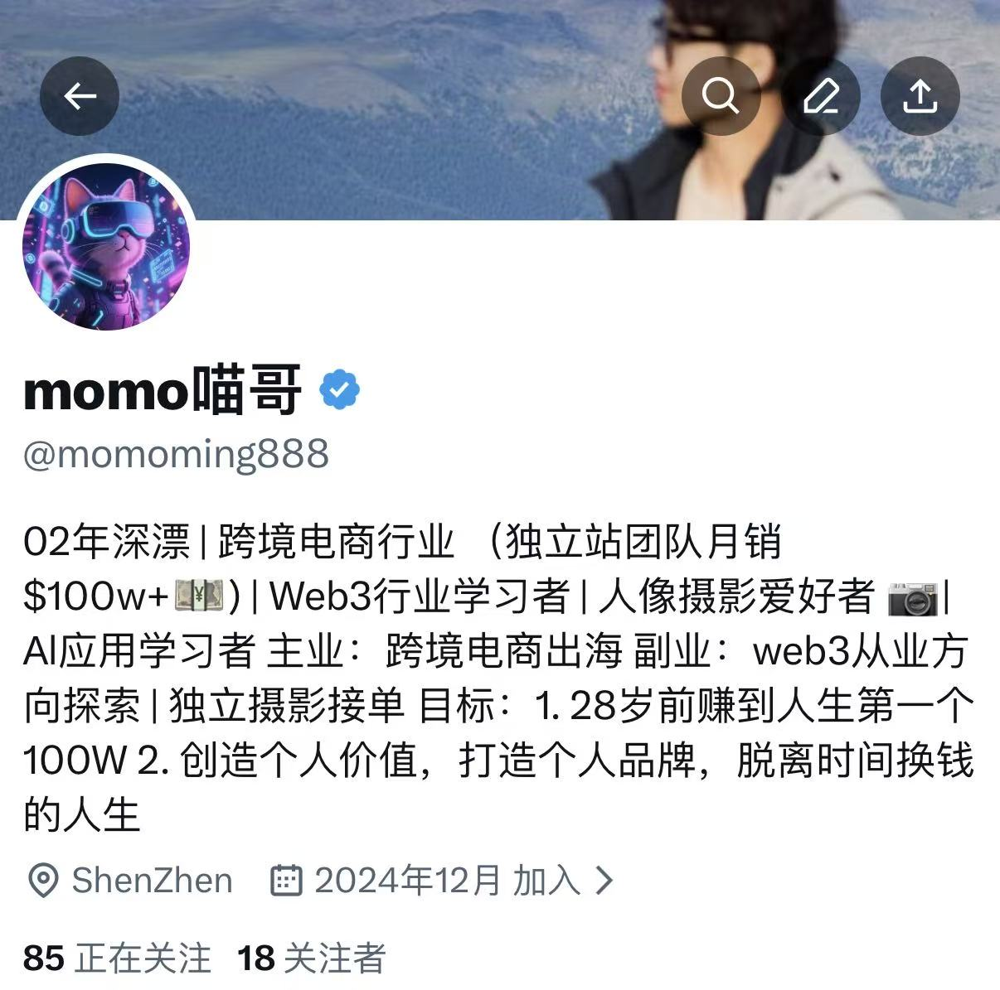 momo喵哥
@momoming888
02年深漂 | 跨境电商行业 （独立站团队月销
$100w+💴) | Web3行业学习者 | 人像摄影爱好者 📷|
AI应用学习者 主业：跨境电商出海 副业：web3从业方
向探索 | 独立摄影接单 目标：1. 28岁前赚到人生第一个
100W 2. 创造个人价值，打造个人品牌，脱离时间换钱
的人生
ShenZhen 2024年12月 加入
85 正在关注 18 关注者